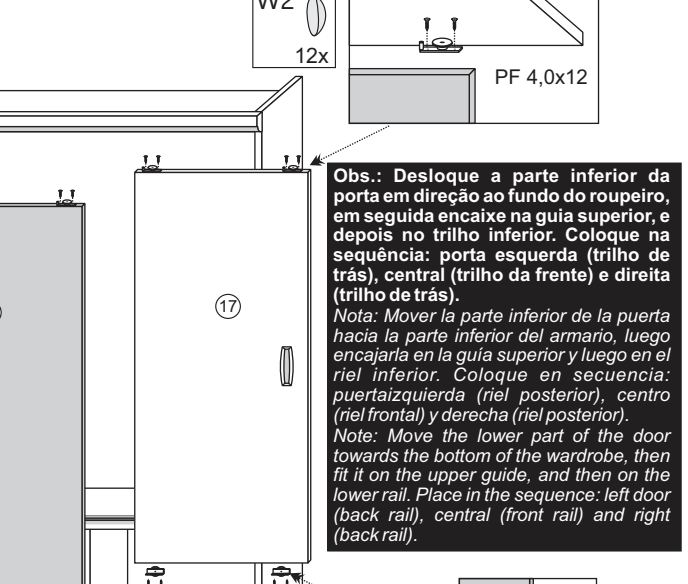 W2
12x
PF 4,0x12
Obs.: Desloque a parte inferior da
porta em direção ao fundo do roupeiro,
em seguida encaixe na guia superior, e
depois no trilho inferior. Coloque na
sequência: porta esquerda (trilho de
trás), central (trilho da frente) e direita
(trilho de trás).
Nota: Mover la parte inferior de la puerta
hacia la parte inferior del armario, luego
encajarla en la guía superior y luego en el
riel inferior. Coloque en secuencia:
puertaizquierda (riel posterior), centro
(riel frontal) y derecha (riel posterior).
Note: Move the lower part of the door
towards the bottom of the wardrobe, then
fit it on the upper guide, and then on the
lower rail. Place in the sequence: left door
(back rail), central (front rail) and right
(back rail).
17